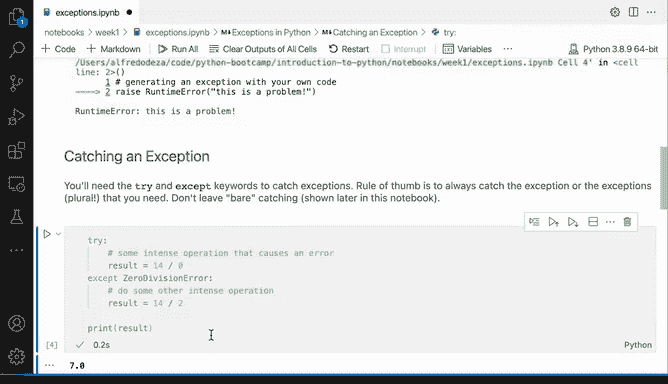 exceptions.ipynb
notebooks > week1 > exceptions.ipynb > Exceptions in Python > Catching an Exception > try:
+ Code + Markdown Run All Clear Outputs of All Cells Restart Interrupt Variables ... Python 3.8.9 64-bit
/Users/alfredodeza/code/python-bootcamp/introduction-to-python/notebooks/week1/exceptions.ipynb Cell 4' in <cell
line: 2>()
1 # generating an exception with your own code
----> 2 raise RuntimeError("this is a problem!")
RuntimeError: this is a problem!
Catching an Exception
You'll need the try and except keywords to catch exceptions. Rule of thumb is to always catch the exception or the exceptions
(plural!) that you need. Don't leave "bare" catching (shown later in this notebook).
try:
# some intense operation that causes an error
result = 14 / 0
except ZeroDivisionError:
# do some other intense operation
result = 14 / 2
print(result)
[4] 0.2s Python
... 7.0
1